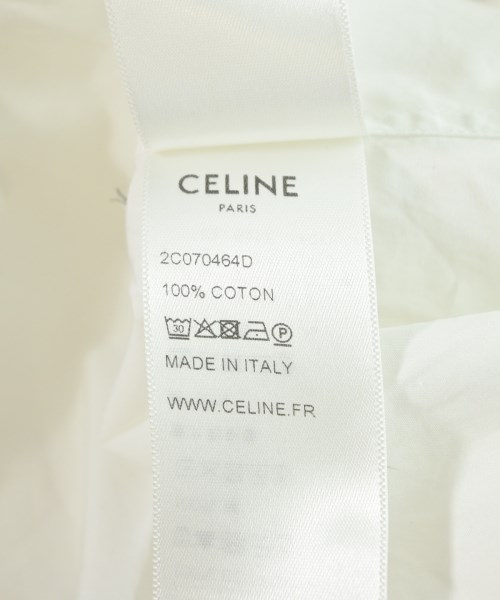 CELINE
PARIS
2C070464D
100% COTON
30 P
MADE IN ITALY
WWW.CELINE.FR